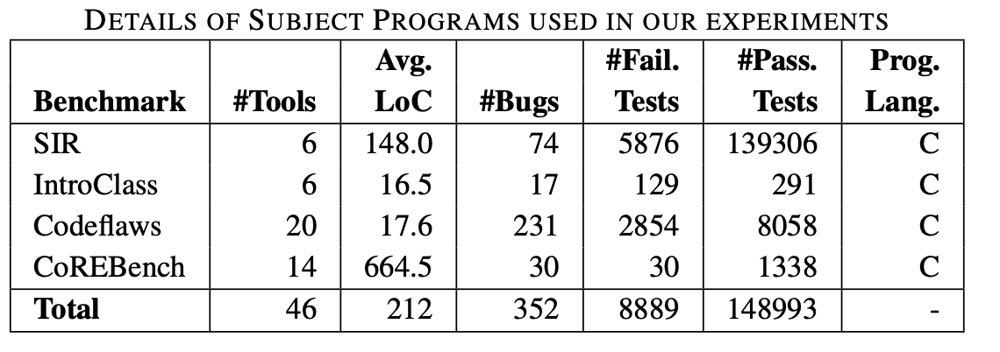 DETAILS OF SUBJECT PROGRAMS USED IN OUR EXPERIMENTS
Avg. #Fail. #Pass. Prog.
Benchmark #Tools LoC #Bugs Tests Tests Lang.
SIR 6 148.0 74 5876 139306 C
IntroClass 6 16.5 17 129 291 C
Codeflaws 20 17.6 231 2854 8058 C
CoREBench 14 664.5 30 30 1338 C
Total 46 212 352 8889 148993 -